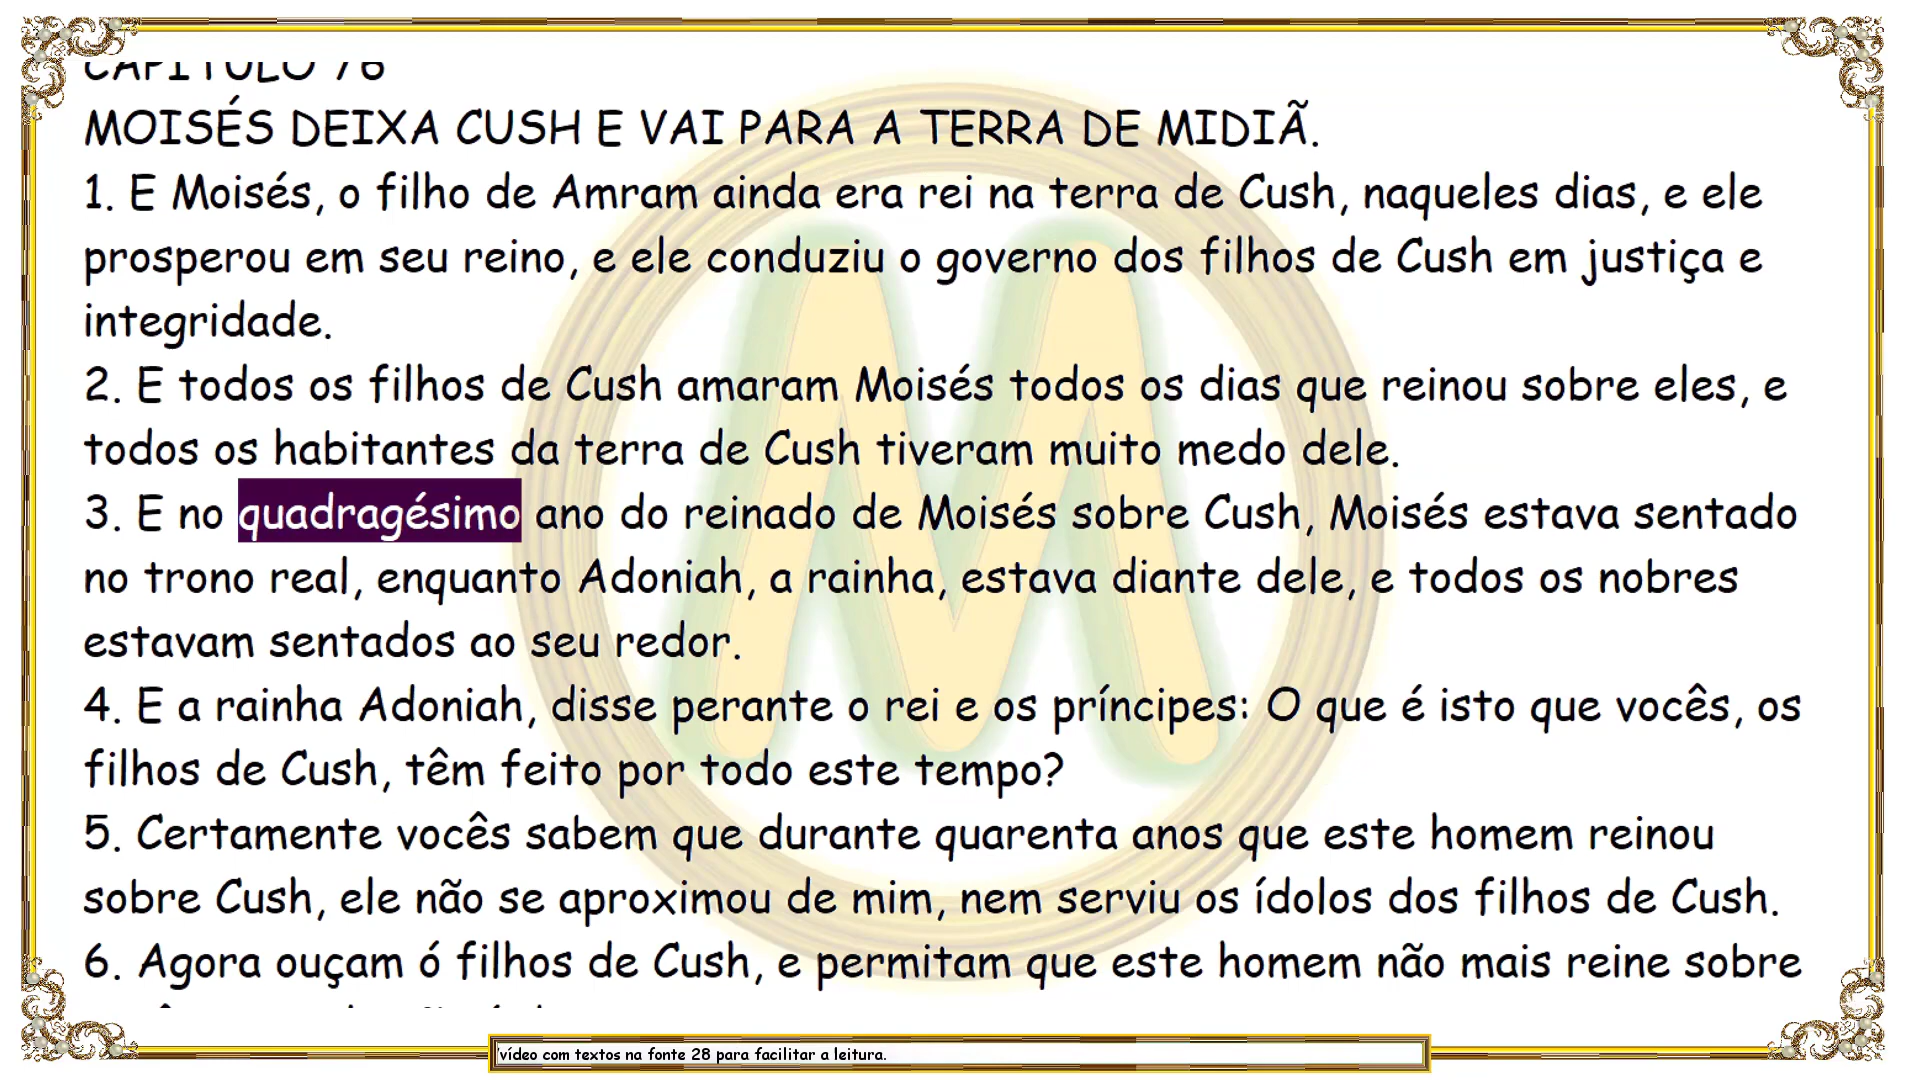 CAPÍTULO 76
MOISÉS DEIXA CUSH E VAI PARA A TERRA DE MIDIÃ.
1. E Moisés, o filho de Amram ainda era rei na terra de Cush, naqueles dias, e ele
prosperou em seu reino, e ele conduziu o governo dos filhos de Cush em justiça e
integridade.
2. E todos os filhos de Cush amaram Moisés todos os dias que reinou sobre eles, e
todos os habitantes da terra de Cush tiveram muito medo dele.
3. E no quadragésimo ano do reinado de Moisés sobre Cush, Moisés estava sentado
no trono real, enquanto Adoniah, a rainha, estava diante dele, e todos os nobres
estavam sentados ao seu redor.
4. E a rainha Adoniah, disse perante o rei e os príncipes: O que é isto que vocês, os
filhos de Cush, têm feito por todo este tempo?
5. Certamente vocês sabem que durante quarenta anos que este homem reinou
sobre Cush, ele não se aproximou de mim, nem serviu os ídolos dos filhos de Cush.
6. Agora ouçam ó filhos de Cush, e permitam que este homem não mais reine sobre
vídeo com textos na fonte 28 para facilitar a leitura.